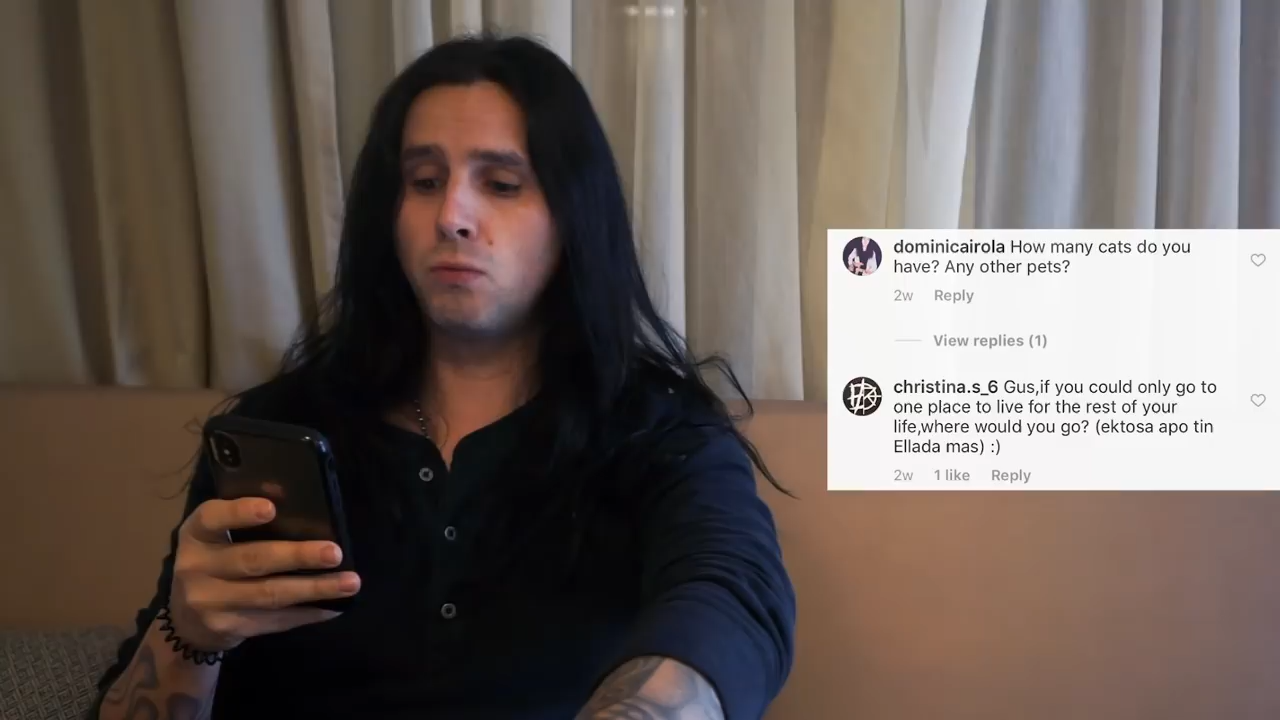 dominicairola How many cats do you
have? Any other pets?
2w Reply
View replies (1)
christina.s_6 Gus,if you could only go to
one place to live for the rest of your
life,where would you go? (ektosa apo tin
Ellada mas) :)
2w 1 like Reply